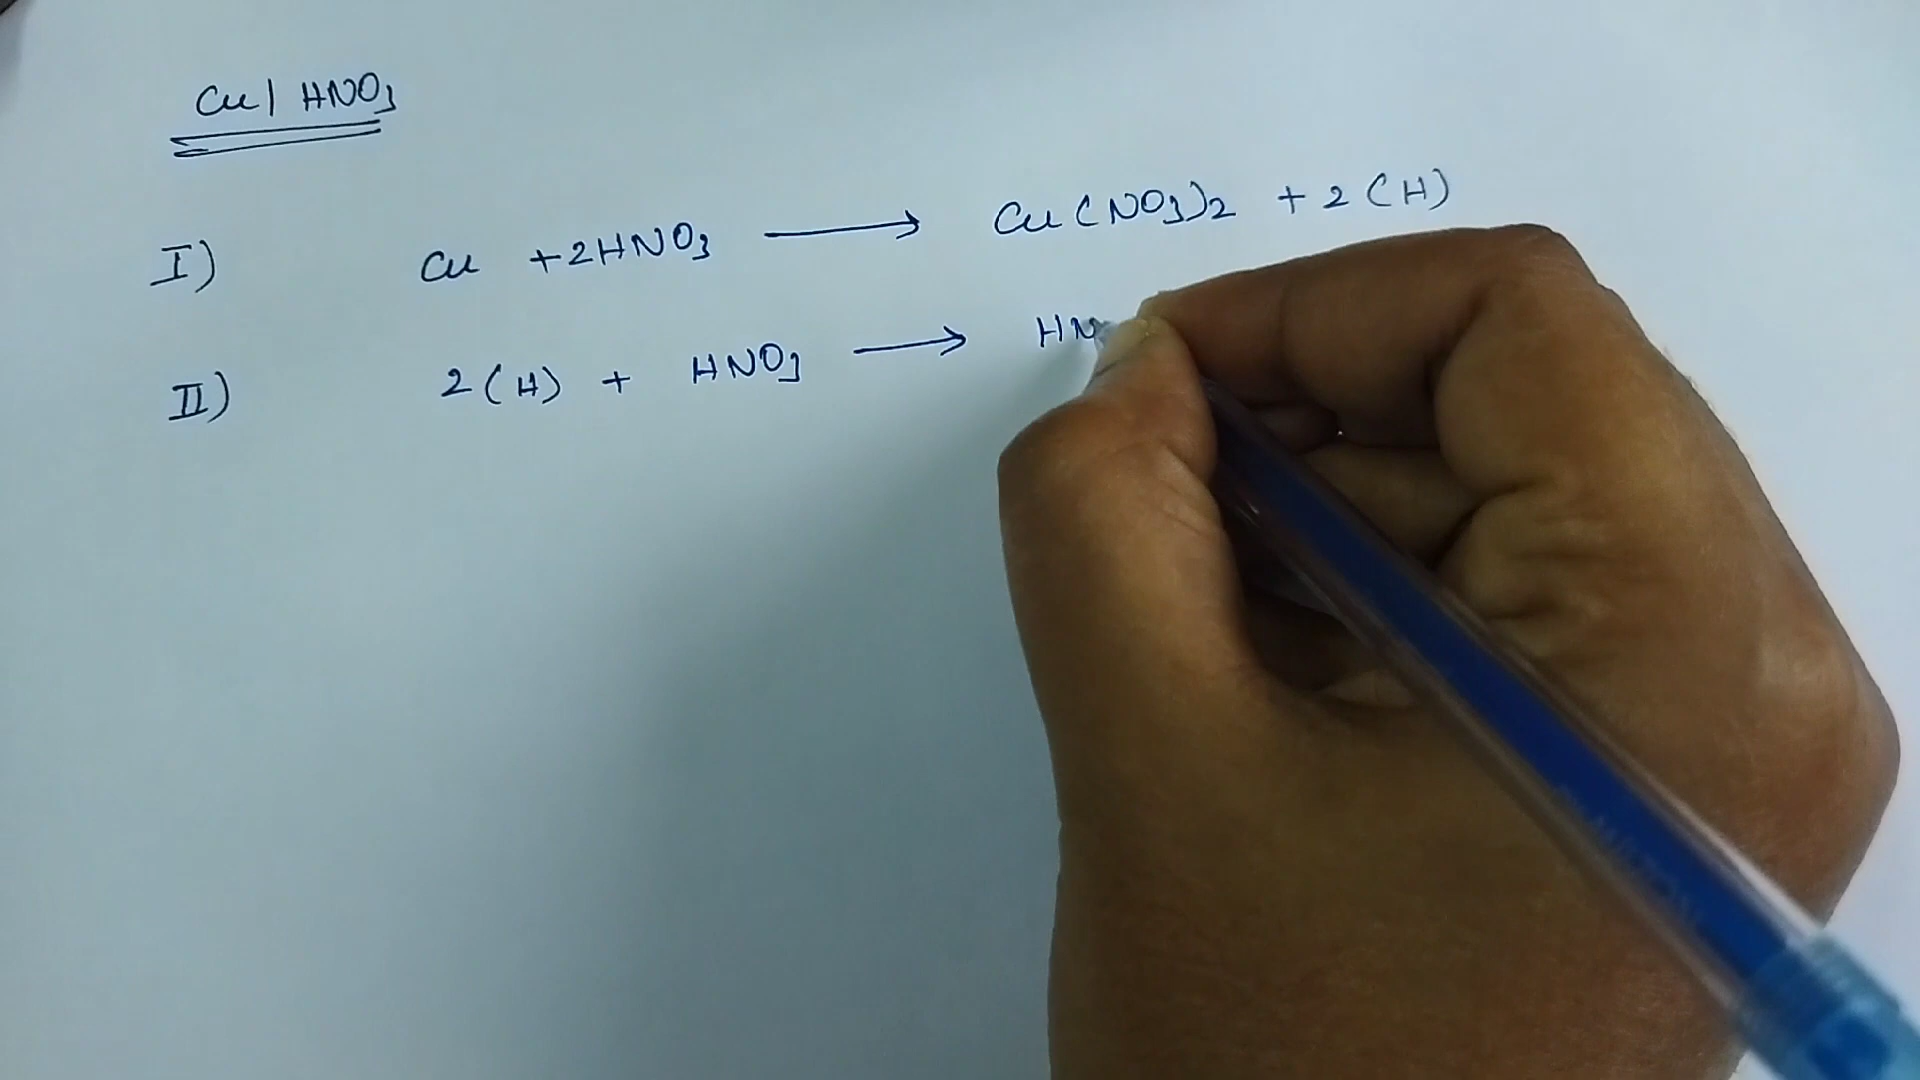 Cu | HNO3
I) Cu + 2HNO3 ⟶ Cu(NO3)2 + 2(H)
II) 2(H) + HNO3 ⟶ HN